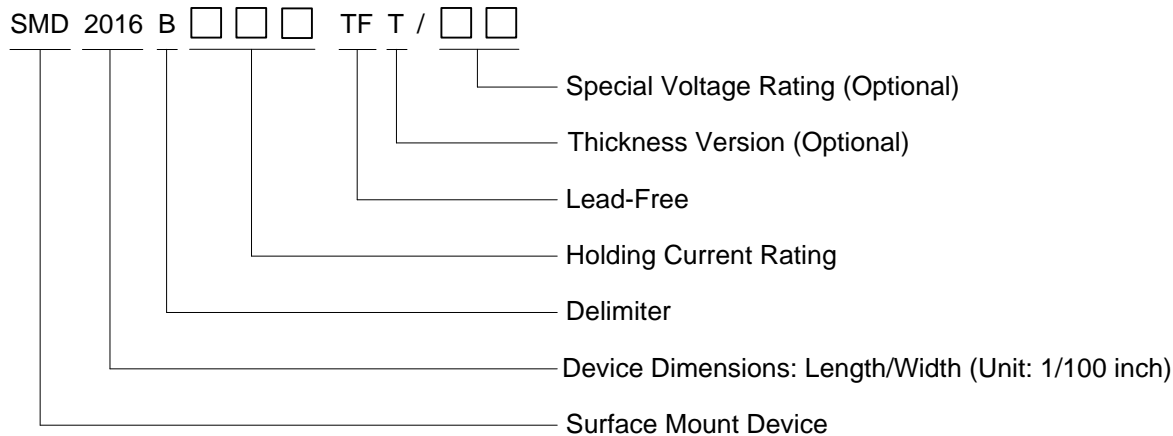 SMD 2016 B □ □ □ TF T / □ □
Special Voltage Rating (Optional)
Thickness Version (Optional)
Lead-Free
Holding Current Rating
Delimiter
Device Dimensions: Length/Width (Unit: 1/100 inch)
Surface Mount Device